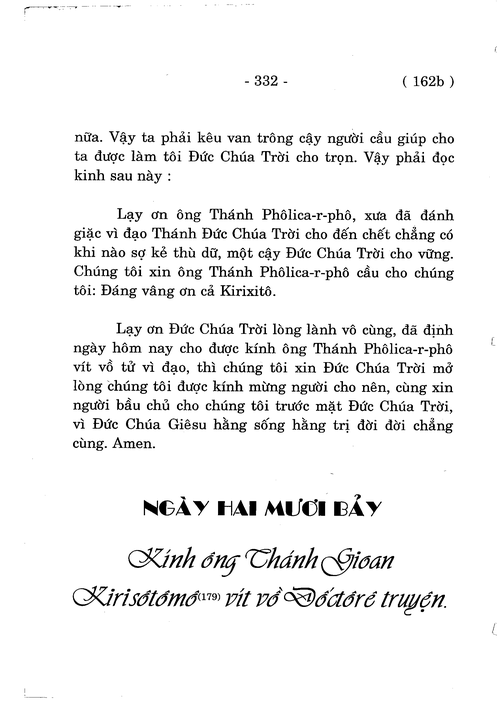 - 332 - ( 162b )
nữa. Vậy ta phải kêu van trông cậy người cầu giúp cho
ta được làm tôi Đức Chúa Trời cho trọn. Vậy phải đọc
kinh sau này :
Lạy ơn ông Thánh Phôlica-r-phô, xưa đã đánh
giặc vì đạo Thánh Đức Chúa Trời cho đến chết chẳng có
khi nào sợ kẻ thù dữ, một cậy Đức Chúa Trời cho vững.
Chúng tôi xin ông Thánh Phôlica-r-phô cầu cho chúng
tôi: Đáng vâng ơn cả Kirixitô.
Lạy ơn Đức Chúa Trời lòng lành vô cùng, đã định
ngày hôm nay cho được kính ông Thánh Phôlica-r-phô
vít vồ tử vì đạo, thì chúng tôi xin Đức Chúa Trời mở
lòng chúng tôi được kính mừng người cho nên, cùng xin
người bầu chủ cho chúng tôi trước mặt Đức Chúa Trời,
vì Đức Chúa Giêsu hằng sống hằng trị đời đời chẳng
cùng. Amen.
NGÀY HAI MƯƠI BẢY
Kính ông Thánh Gioan
Kirisôtômô(179) vít vồ Đốctôrê truyện.